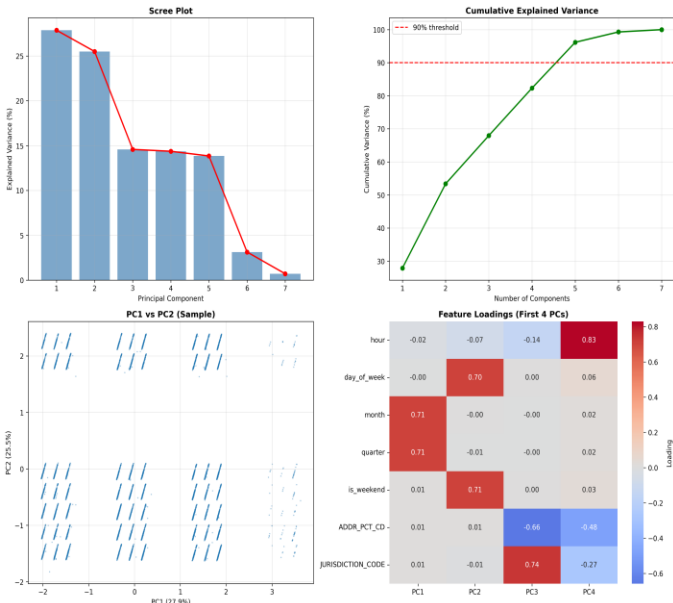 Scree Plot
25
20
15
10
5
0
Explained Variance (%)
1 2 3 4 5 6 7
Principal Component
Cumulative Explained Variance
90% threshold
100
90
80
70
60
50
40
30
Cumulative Variance (%)
1 2 3 4 5 6 7
Number of Components
PC1 vs PC2 (Sample)
2
1
0
−1
−2
PC2 (25.5%)
−2 −1 0 1 2 3
PC1 (27.9%)
Feature Loadings (First 4 PCs)
hour -0.02 -0.07 -0.14 0.83
day_of_week -0.00 0.70 0.00 0.06
month 0.71 -0.00 -0.00 0.02
quarter 0.71 -0.01 -0.00 0.02
is_weekend 0.01 0.71 0.00 0.03
ADDR_PCT_CD 0.01 0.01 -0.66 -0.48
JURISDICTION_CODE 0.01 -0.01 0.74 -0.27
PC1 PC2 PC3 PC4
0.8
0.6
0.4
0.2
0.0
−0.2
−0.4
−0.6
Loading